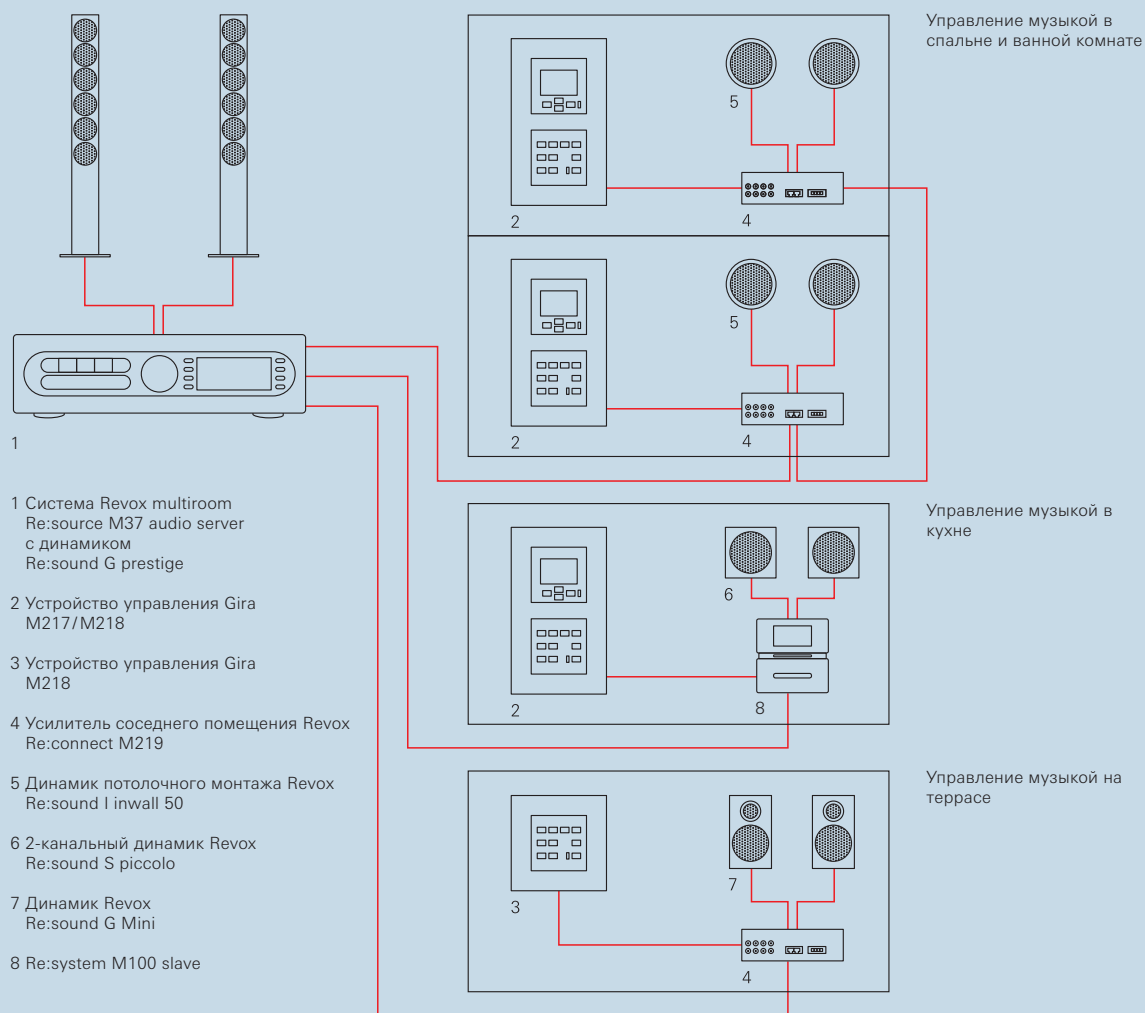 Управление музыкой в
спальне и ванной комнате
5
2
4
5
2
4
1
1 Система Revox multiroom
Re:source M37 audio server
с динамиком
Re:sound G prestige
2 Устройство управления Gira
M217/M218
3 Устройство управления Gira
M218
4 Усилитель соседнего помещения Revox
Re:connect M219
5 Динамик потолочного монтажа Revox
Re:sound I inwall 50
6 2-канальный динамик Revox
Re:sound S piccolo
7 Динамик Revox
Re:sound G Mini
8 Re:system M100 slave
Управление музыкой в
кухне
6
2
8
Управление музыкой на
террасе
7
3
4